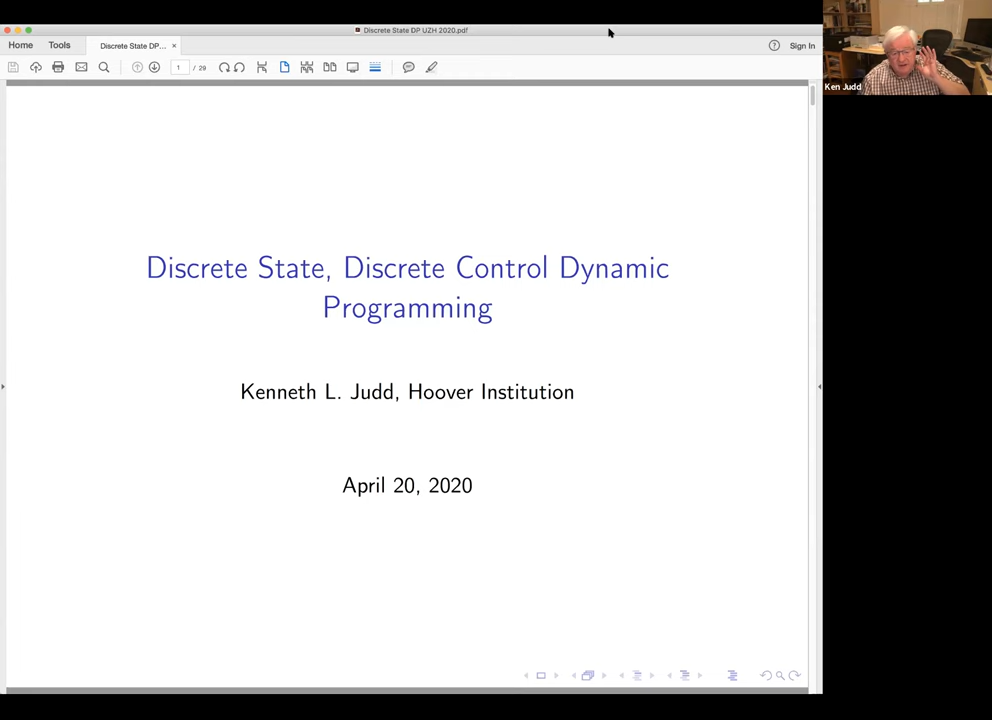 Discrete State DP UZH 2020.pdf
Home Tools Discrete State DP... × Sign In
1 / 29
Ken Judd
Discrete State, Discrete Control Dynamic
Programming
Kenneth L. Judd, Hoover Institution
April 20, 2020